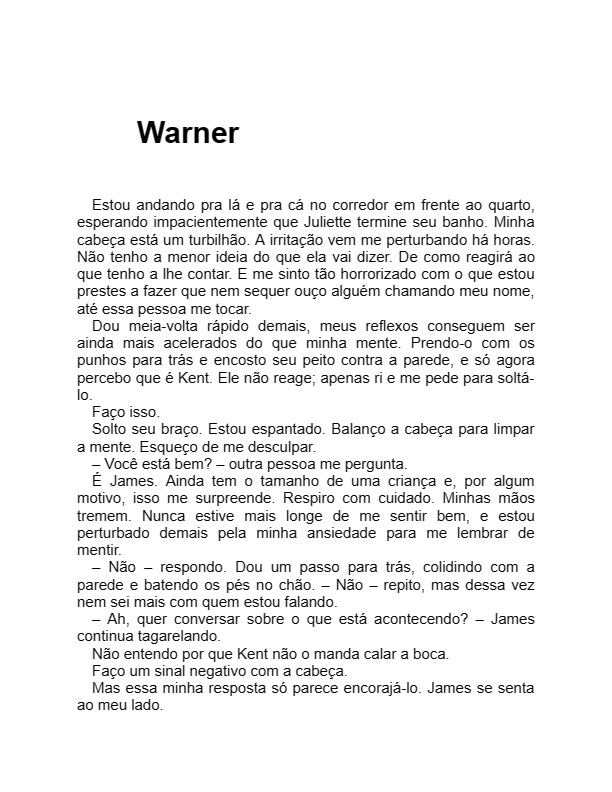 Warner
Estou andando pra lá e pra cá no corredor em frente ao quarto,
esperando impacientemente que Juliette termine seu banho. Minha
cabeça está um turbilhão. A irritação vem me perturbando há horas.
Não tenho a menor ideia do que ela vai dizer. De como reagirá ao
que tenho a lhe contar. E me sinto tão horrorizado com o que estou
prestes a fazer que nem sequer ouço alguém chamando meu nome,
até essa pessoa me tocar.
Dou meia-volta rápido demais, meus reflexos conseguem ser
ainda mais acelerados do que minha mente. Prendo-o com os
punhos para trás e encosto seu peito contra a parede, e só agora
percebo que é Kent. Ele não reage; apenas ri e me pede para soltá-
lo.
Faço isso.
Solto seu braço. Estou espantado. Balanço a cabeça para limpar
a mente. Esqueço de me desculpar.
– Você está bem? – outra pessoa me pergunta.
É James. Ainda tem o tamanho de uma criança e, por algum
motivo, isso me surpreende. Respiro com cuidado. Minhas mãos
tremem. Nunca estive mais longe de me sentir bem, e estou
perturbado demais pela minha ansiedade para me lembrar de
mentir.
– Não – respondo. Dou um passo para trás, colidindo com a
parede e batendo os pés no chão. – Não – repito, mas dessa vez
nem sei mais com quem estou falando.
– Ah, quer conversar sobre o que está acontecendo? – James
continua tagarelando.
Não entendo por que Kent não o manda calar a boca.
Faço um sinal negativo com a cabeça.
Mas essa minha resposta só parece encorajá-lo. James se senta
ao meu lado.